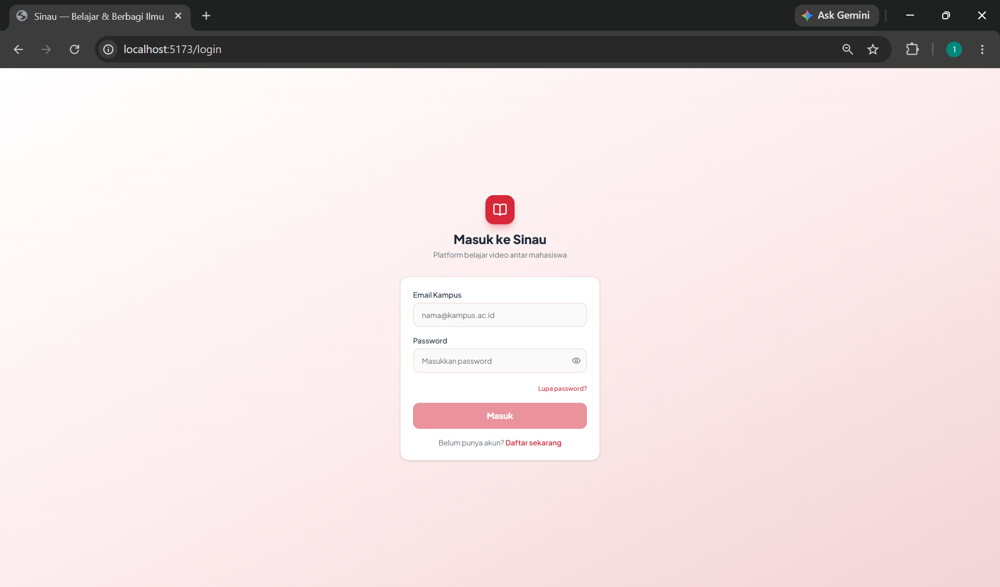 Sinau — Belajar & Berbagi Ilmu
Ask Gemini
localhost:5173/login
1
Masuk ke Sinau
Platform belajar video antar mahasiswa
Email Kampus
nama@kampus.ac.id
Password
Masukkan password
Lupa password?
Masuk
Belum punya akun? Daftar sekarang